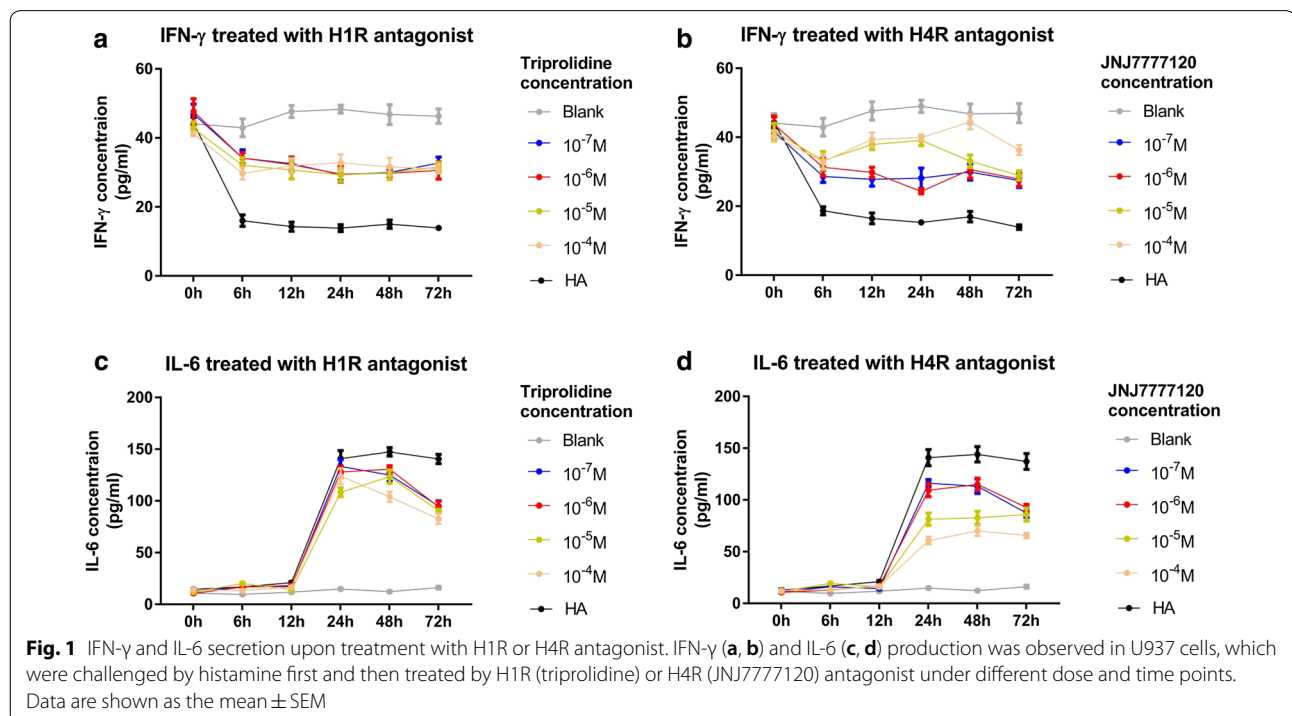 a IFN-γ treated with H1R antagonist
Triprolidine
concentration
IFN-γ concentraion
(pg/ml)
60
40
20
0
0h 6h 12h 24h 48h 72h
Blank
10⁻⁷M
10⁻⁶M
10⁻⁵M
10⁻⁴M
HA
b IFN-γ treated with H4R antagonist
JNJ7777120
concentration
IFN-γ concentraion
(pg/ml)
60
40
20
0
0h 6h 12h 24h 48h 72h
Blank
10⁻⁷M
10⁻⁶M
10⁻⁵M
10⁻⁴M
HA
c IL-6 treated with H1R antagonist
Triprolidine
concentration
IL-6 concentraion
(pg/ml)
200
150
100
50
0
0h 6h 12h 24h 48h 72h
Blank
10⁻⁷M
10⁻⁶M
10⁻⁵M
10⁻⁴M
HA
d IL-6 treated with H4R antagonist
JNJ7777120
concentration
IL-6 concentraion
(pg/ml)
200
150
100
50
0
0h 6h 12h 24h 48h 72h
Blank
10⁻⁷M
10⁻⁶M
10⁻⁵M
10⁻⁴M
HA
Fig. 1 IFN-γ and IL-6 secretion upon treatment with H1R or H4R antagonist. IFN-γ (a, b) and IL-6 (c, d) production was observed in U937 cells, which
were challenged by histamine first and then treated by H1R (triprolidine) or H4R (JNJ7777120) antagonist under different dose and time points.
Data are shown as the mean ± SEM